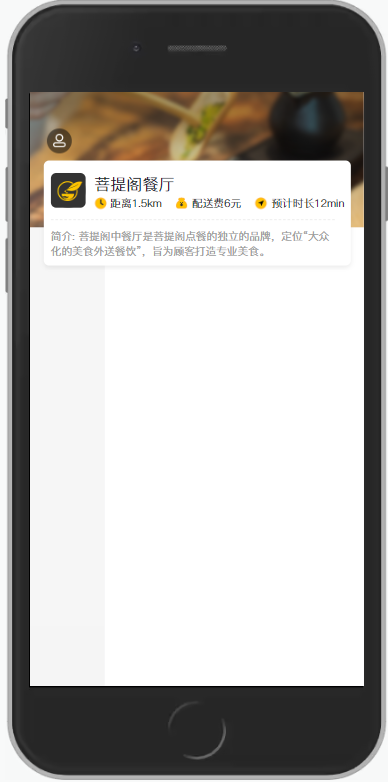 菩提阁餐厅
距离1.5km 配送费6元 预计时长12min
简介: 菩提阁中餐厅是菩提阁点餐的独立的品牌，定位“大众
化的美食外送餐饮”，旨为顾客打造专业美食。